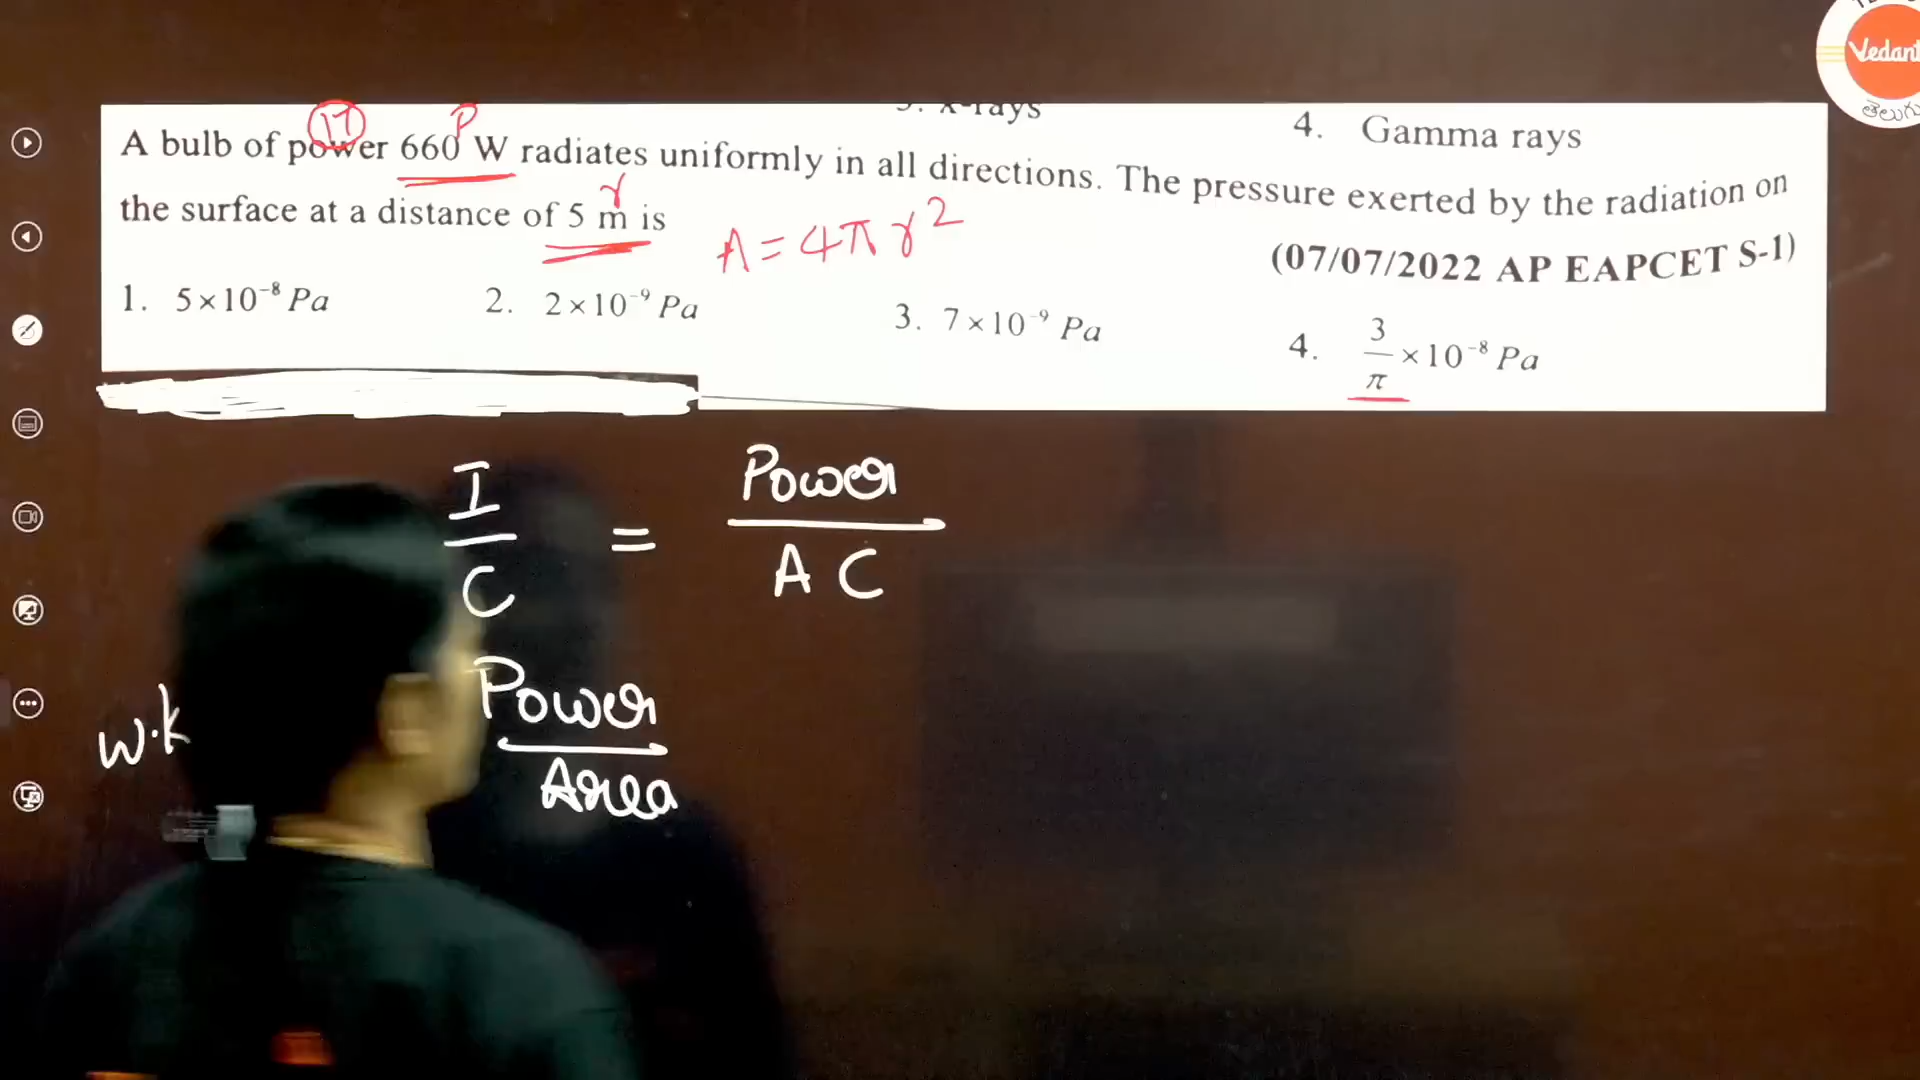 Vedant
తెలుగు
4. Gamma rays
17
P
A bulb of power 660 W radiates uniformly in all directions. The pressure exerted by the radiation on
r
the surface at a distance of 5 m is
A = 4πr²
(07/07/2022 AP EAPCET S-1)
1. 5×10⁻⁸ Pa
2. 2×10⁻⁹ Pa
3. 7×10⁻⁹ Pa
4. 3/π ×10⁻⁸ Pa
I/C = Power/AC
w.k
Power/Area